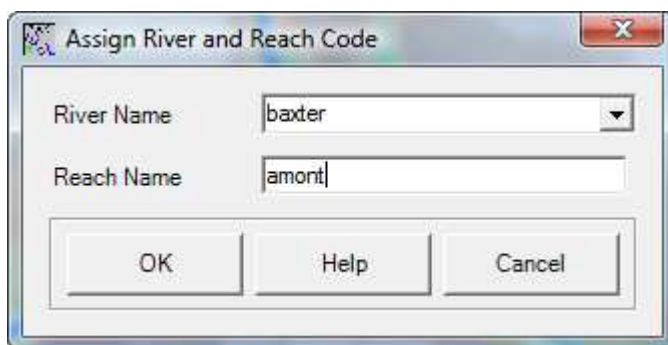 Assign River and Reach Code
River Name baxter
Reach Name amont
OK Help Cancel